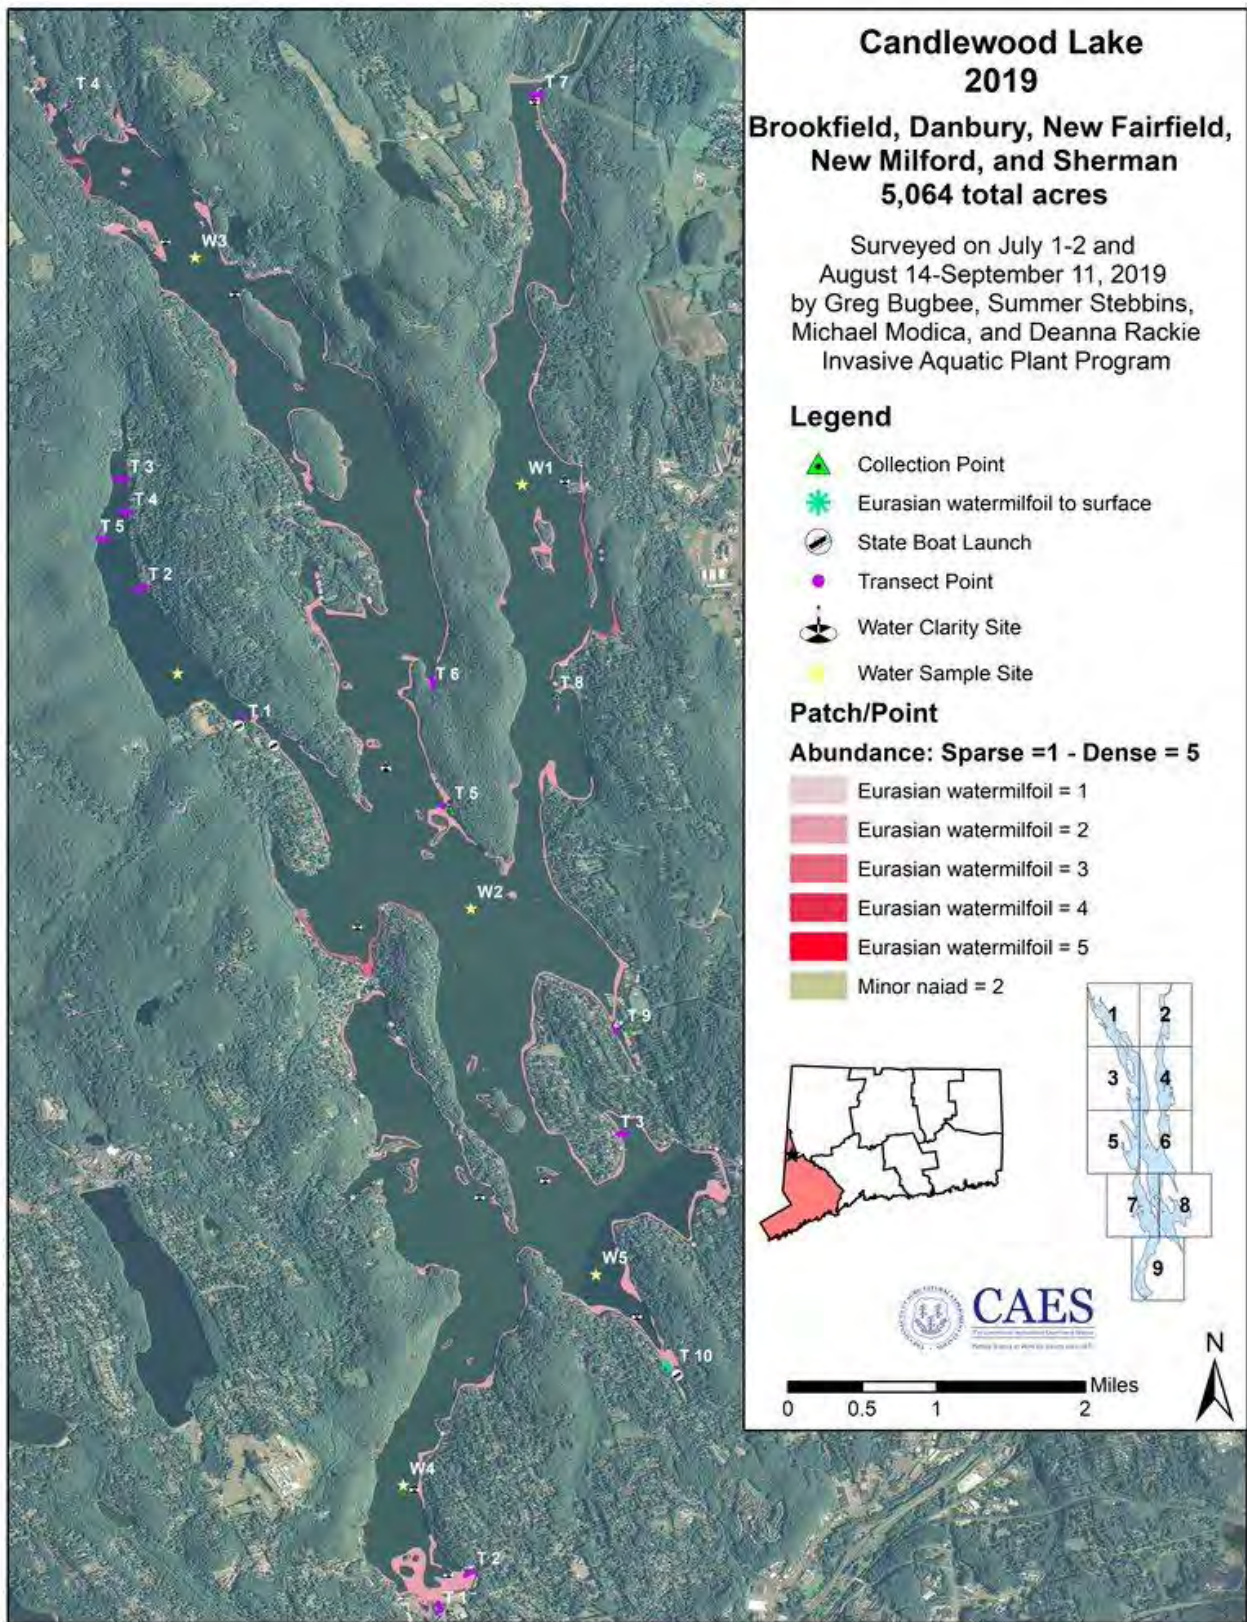 Candlewood Lake
2019
Brookfield, Danbury, New Fairfield,
New Milford, and Sherman
5,064 total acres
Surveyed on July 1-2 and
August 14-September 11, 2019
by Greg Bugbee, Summer Stebbins,
Michael Modica, and Deanna Rackie
Invasive Aquatic Plant Program
Legend
Collection Point
Eurasian watermilfoil to surface
State Boat Launch
Transect Point
Water Clarity Site
Water Sample Site
Patch/Point
Abundance: Sparse =1 - Dense = 5
Eurasian watermilfoil = 1
Eurasian watermilfoil = 2
Eurasian watermilfoil = 3
Eurasian watermilfoil = 4
Eurasian watermilfoil = 5
Minor naiad = 2
1 2
3 4
5 6
7 8
9
CAES
N
Miles
0 0.5 1 2
T 4
T 7
W3
T 3
W1
T 4
T 5
T 2
T 6
T 8
T 1
T 5
W2
T 9
T 3
W5
T 10
W4
T 2